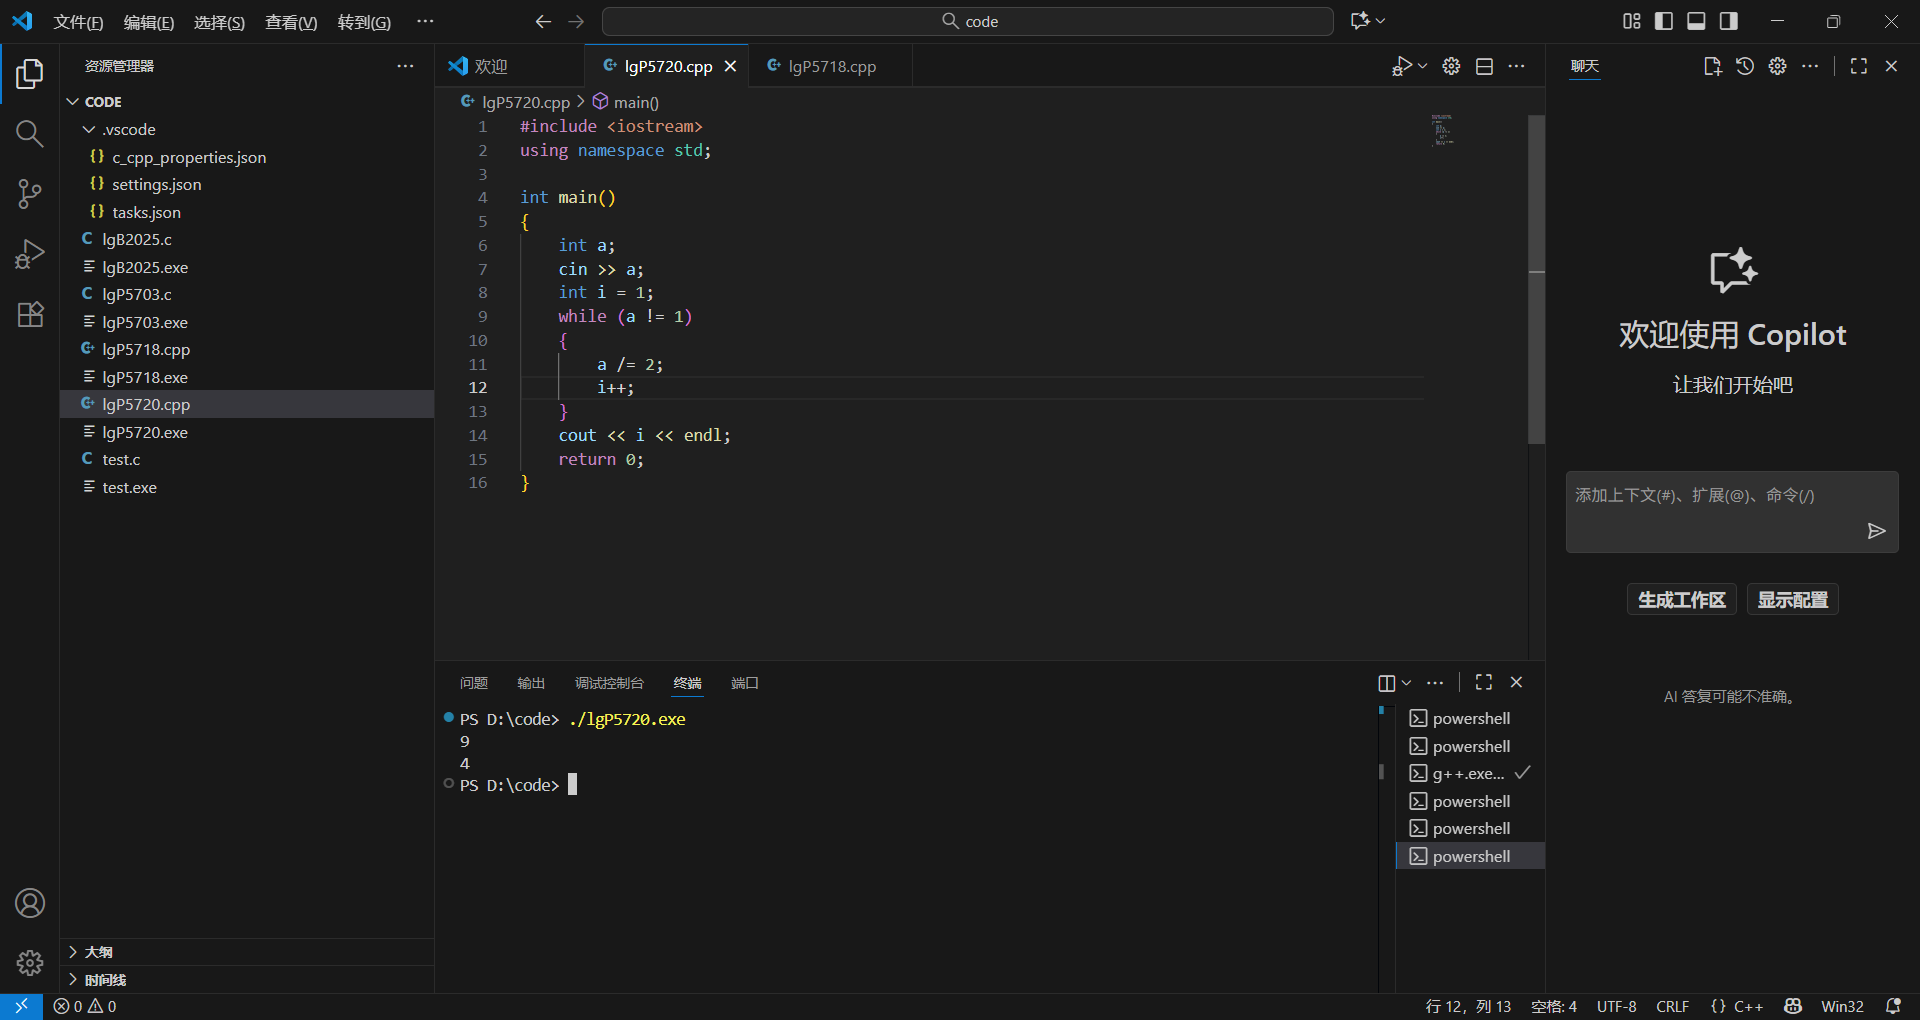 文件(F) 编辑(E) 选择(S) 查看(V) 转到(G) ··· code
资源管理器 ···
CODE
.vscode
{} c_cpp_properties.json
{} settings.json
{} tasks.json
C lgB2025.c
lgB2025.exe
C lgP5703.c
lgP5703.exe
lgP5718.cpp
lgP5718.exe
lgP5720.cpp
lgP5720.exe
C test.c
test.exe
大纲
时间线
欢迎 lgP5720.cpp lgP5718.cpp
lgP5720.cpp > main()
1 #include <iostream>
2 using namespace std;
3
4 int main()
5 {
6 int a;
7 cin >> a;
8 int i = 1;
9 while (a != 1)
10 {
11 a /= 2;
12 i++;
13 }
14 cout << i << endl;
15 return 0;
16 }
问题 输出 调试控制台 终端 端口
PS D:\code> ./lgP5720.exe
9
4
PS D:\code>
powershell
powershell
g++.exe...
powershell
powershell
powershell
聊天
欢迎使用 Copilot
让我们开始吧
添加上下文(#)、扩展(@)、命令(/)
生成工作区 显示配置
AI 答复可能不准确。
0 0 行 12，列 13 空格: 4 UTF-8 CRLF {} C++ Win32